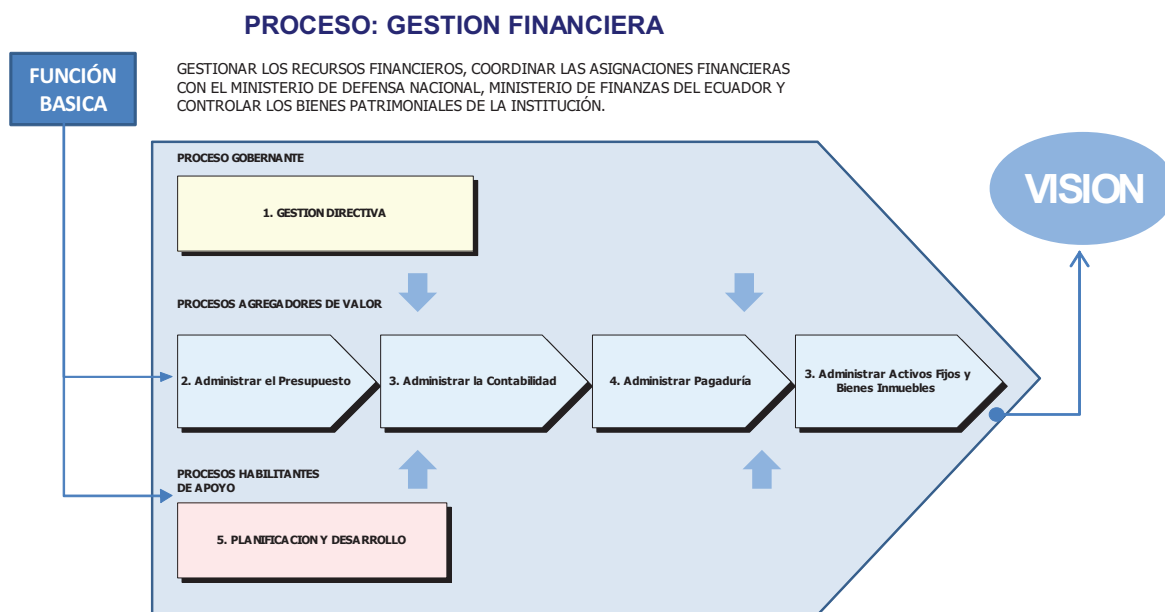 PROCESO: GESTION FINANCIERA
FUNCIÓN
BASICA
GESTIONAR LOS RECURSOS FINANCIEROS, COORDINAR LAS ASIGNACIONES FINANCIERAS
CON EL MINISTERIO DE DEFENSA NACIONAL, MINISTERIO DE FINANZAS DEL ECUADOR Y
CONTROLAR LOS BIENES PATRIMONIALES DE LA INSTITUCIÓN.
PROCESO GOBERNANTE
1. GESTION DIRECTIVA
VISION
PROCESOS AGREGADORES DE VALOR
2. Administrar el Presupuesto
3. Administrar la Contabilidad
4. Administrar Pagaduría
3. Administrar Activos Fijos y
Bienes Inmuebles
PROCESOS HABILITANTES
DE APOYO
5. PLANIFICACION Y DESARROLLO